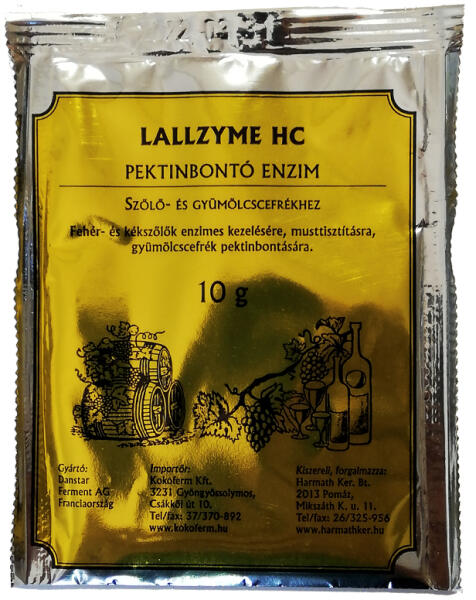 LALLZYME HC
PEKTINBONTÓ ENZIM
SZŐLŐ- ÉS GYÜMÖLCSCEFRÉKHEZ
Fehér- és kékszőlők enzimes kezelésére, musttisztításra,
gyümölcscefrék pektinbontására.
10 g
Gyártó:
Danstar
Ferment AG
Franciaország
Importőr:
Kokoferm Kft.
3231 Gyöngyössolymos,
Csákkői út 10.
Tel/fax: 37/370-892
www.kokoferm.hu
Kiszereli, forgalmazza:
Harmath Ker. Bt.
2013 Pomáz,
Mikszáth K. u. 11.
Tel/fax: 26/325-956
www.harmathker.hu